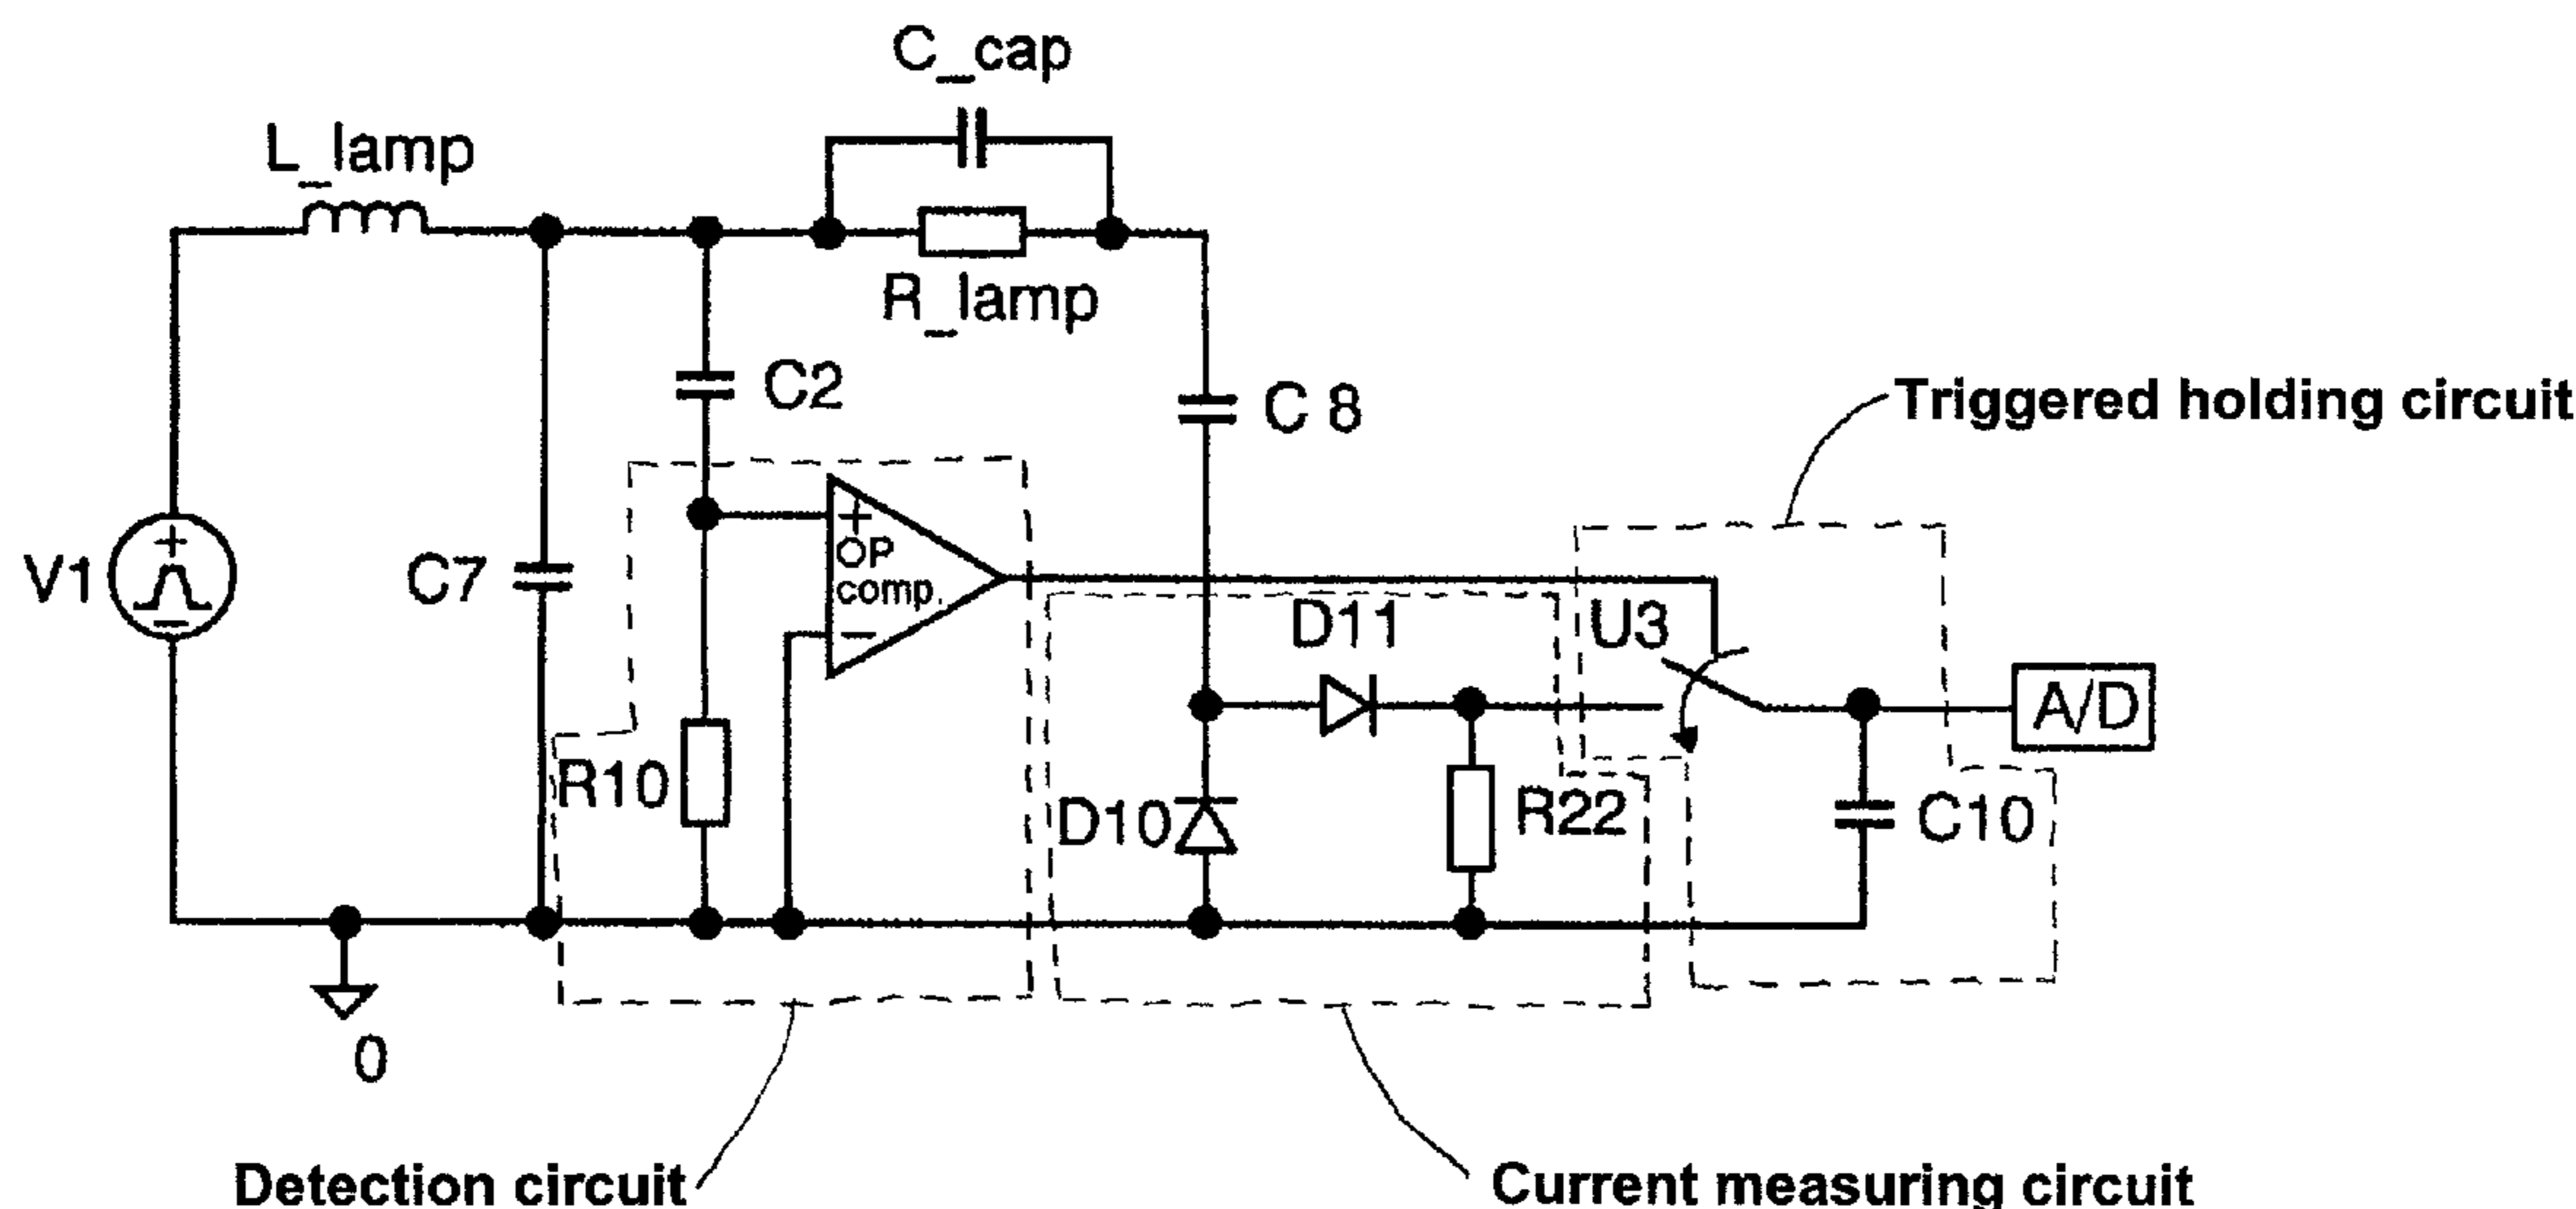 C_cap
L_lamp
R_lamp
C2
C 8
Triggered holding circuit
+
V1
−
C7
+
OP
comp.
−
D11
U3
A/D
R10
D10
R22
C10
0
Detection circuit
Current measuring circuit